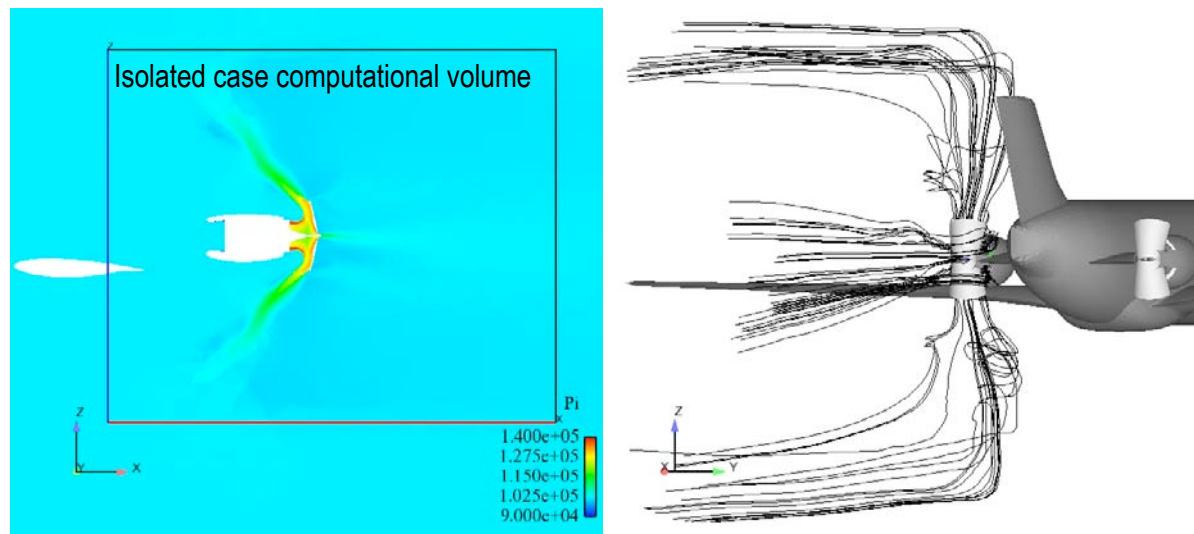 Z
Isolated case computational volume
X
Pi
1.400e+05
1.275e+05
1.150e+05
1.025e+05
9.000e+04
Z
Y
X
Z
X
Y